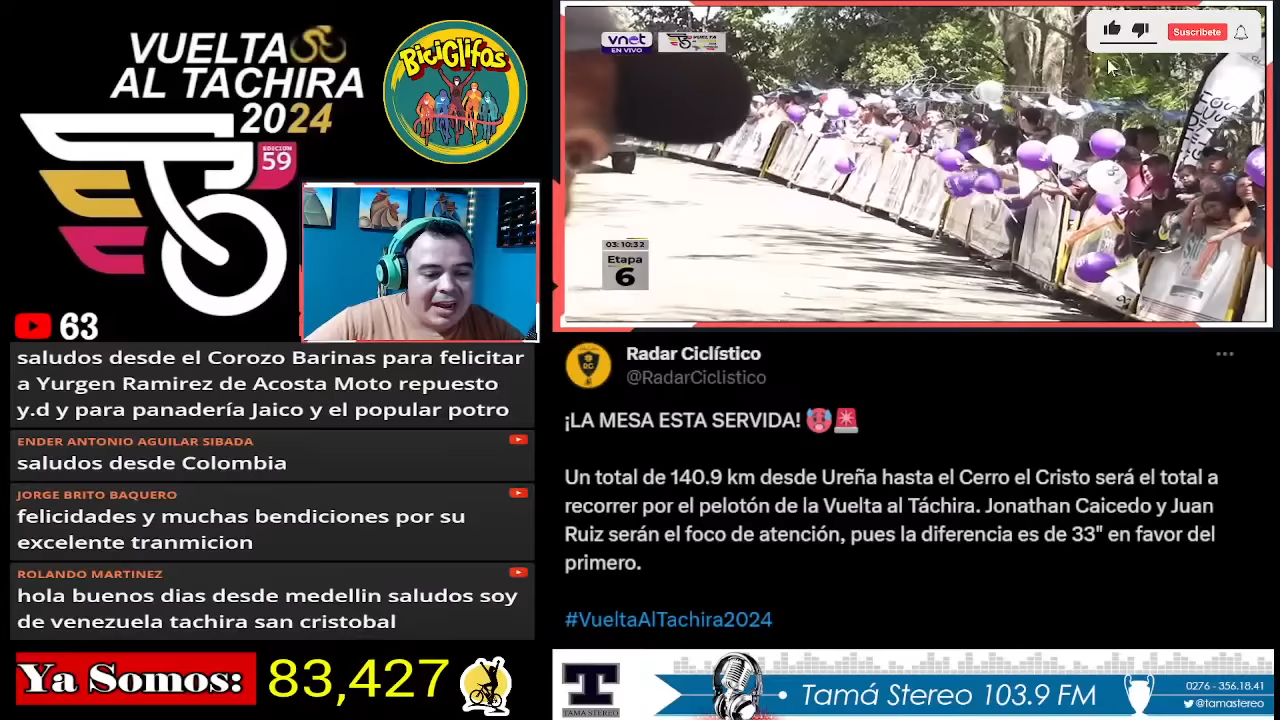 VUELTA
AL TACHIRA
2024
EDICIÓN
59
BiciGlifos
63
saludos desde el Corozo Barinas para felicitar
a Yurgen Ramirez de Acosta Moto repuesto
y.d y para panadería Jaico y el popular potro
ENDER ANTONIO AGUILAR SIBADA
saludos desde Colombia
JORGE BRITO BAQUERO
felicidades y muchas bendiciones por su
excelente tranmicion
ROLANDO MARTINEZ
hola buenos dias desde medellin saludos soy
de venezuela tachira san cristobal
Ya Somos: 83,427
vnet
EN VIVO
VUELTA
Suscríbete
03:10:32
Etapa
6
Radar Ciclístico
@RadarCiclistico
¡LA MESA ESTA SERVIDA! 🥵🚨
Un total de 140.9 km desde Ureña hasta el Cerro el Cristo será el total a
recorrer por el pelotón de la Vuelta al Táchira. Jonathan Caicedo y Juan
Ruiz serán el foco de atención, pues la diferencia es de 33" en favor del
primero.
#VueltaAlTachira2024
TAMA STEREO
Tamá Stereo 103.9 FM
0276 - 356.18.41
@tamastereo